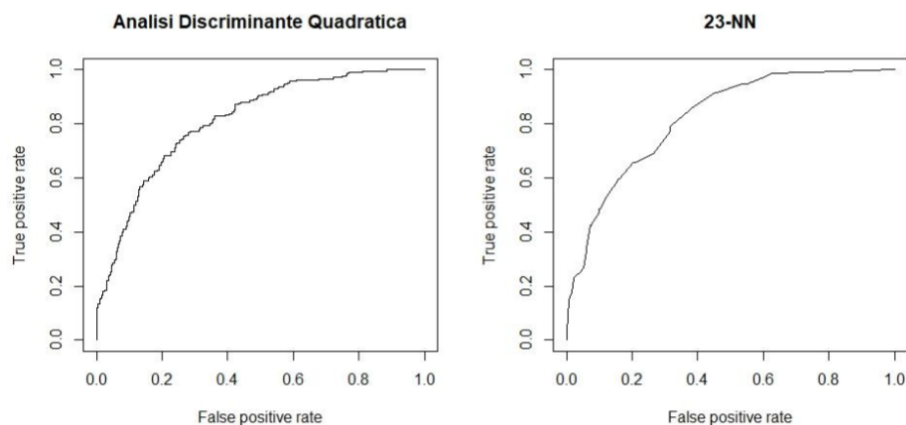 Analisi Discriminante Quadratica
True positive rate
1.0
0.8
0.6
0.4
0.2
0.0
0.0 0.2 0.4 0.6 0.8 1.0
False positive rate
23-NN
True positive rate
1.0
0.8
0.6
0.4
0.2
0.0
0.0 0.2 0.4 0.6 0.8 1.0
False positive rate